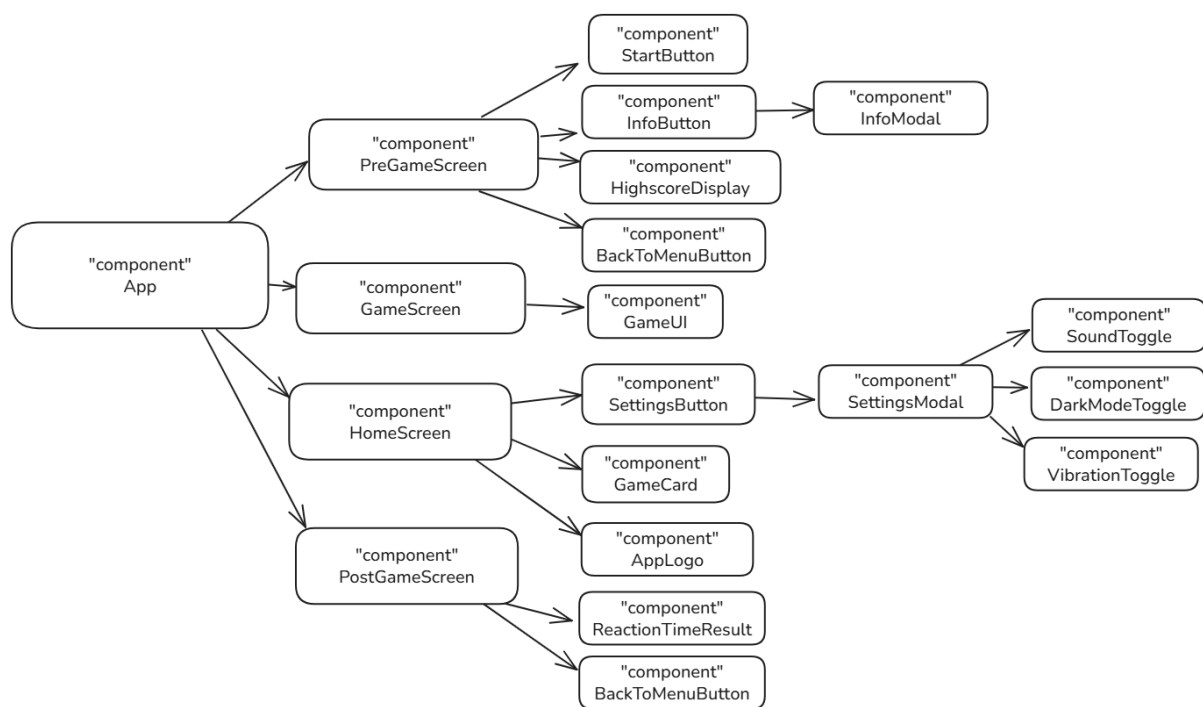 "component"
StartButton
"component"
InfoButton
"component"
InfoModal
"component"
PreGameScreen
"component"
HighscoreDisplay
"component"
BackToMenuButton
"component"
App
"component"
GameScreen
"component"
GameUI
"component"
SoundToggle
"component"
HomeScreen
"component"
SettingsButton
"component"
SettingsModal
"component"
DarkModeToggle
"component"
VibrationToggle
"component"
GameCard
"component"
AppLogo
"component"
PostGameScreen
"component"
ReactionTimeResult
"component"
BackToMenuButton